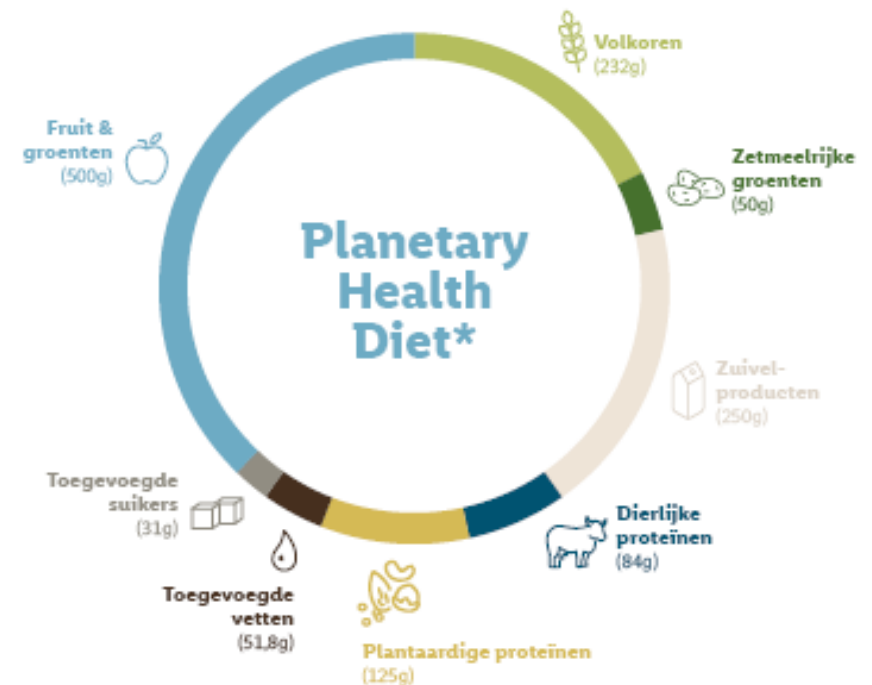 Planetary
Health
Diet*
Volkoren
(232g)
Zetmeelrijke
groenten
(50g)
Zuivel-
producten
(250g)
Dierlijke
proteïnen
(84g)
Plantaardige proteïnen
(125g)
Toegevoegde
vetten
(51,8g)
Toegevoegde
suikers
(31g)
Fruit &
groenten
(500g)